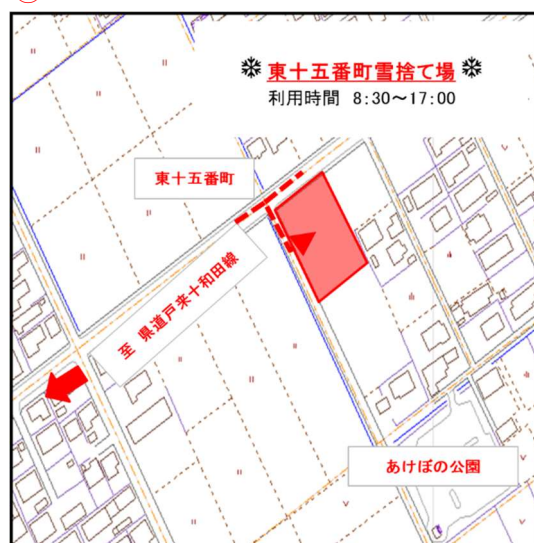 ❄ 東十五番町雪捨て場 ❄
利用時間 8:30～17:00
東十五番町
至 県道戸来十和田線
あけぼの公園